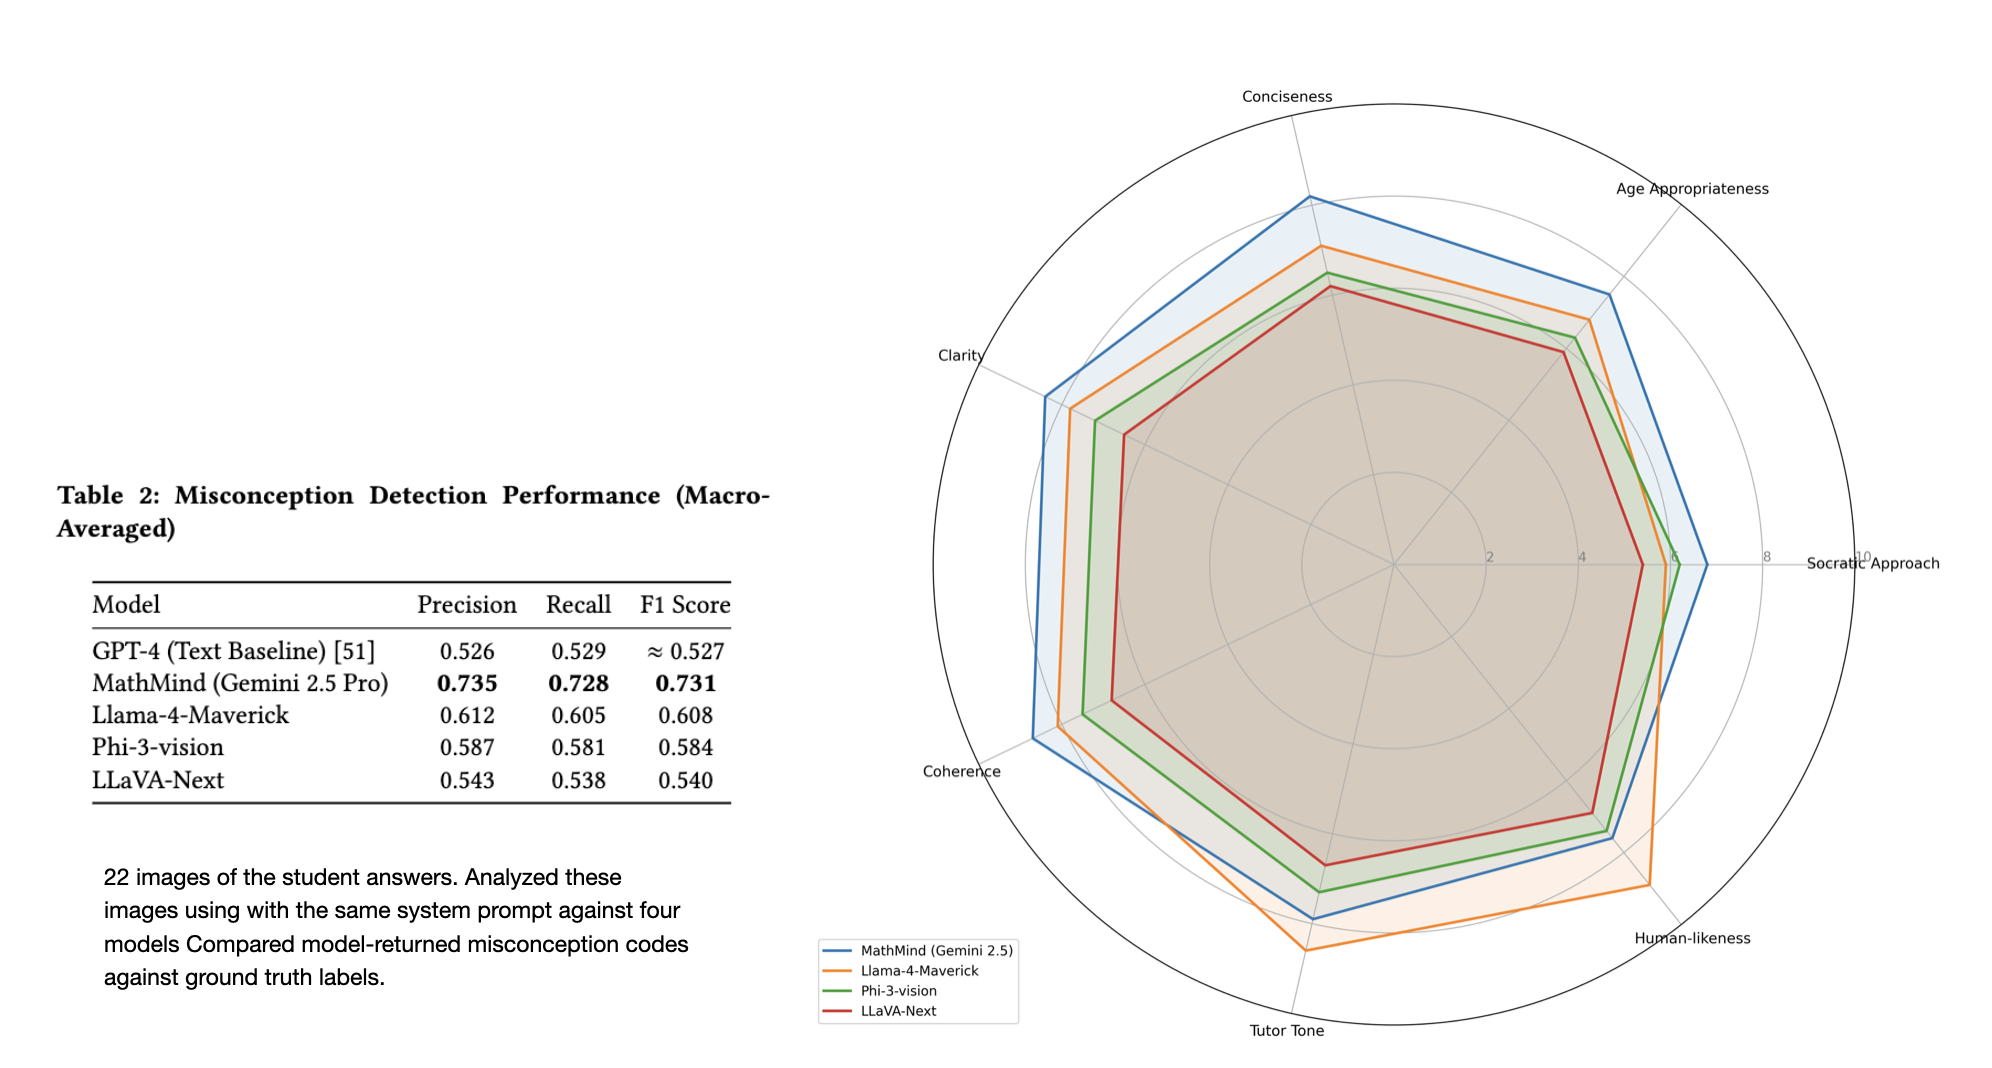 Table 2: Misconception Detection Performance (Macro-
Averaged)
Model Precision Recall F1 Score
GPT-4 (Text Baseline) [51] 0.526 0.529 ≈ 0.527
MathMind (Gemini 2.5 Pro) 0.735 0.728 0.731
Llama-4-Maverick 0.612 0.605 0.608
Phi-3-vision 0.587 0.581 0.584
LLaVA-Next 0.543 0.538 0.540
22 images of the student answers. Analyzed these
images using with the same system prompt against four
models Compared model-returned misconception codes
against ground truth labels.
Conciseness
Age Appropriateness
Clarity
2 4 6 8 10
Socratic Approach
Coherence
Human-likeness
Tutor Tone
MathMind (Gemini 2.5)
Llama-4-Maverick
Phi-3-vision
LLaVA-Next